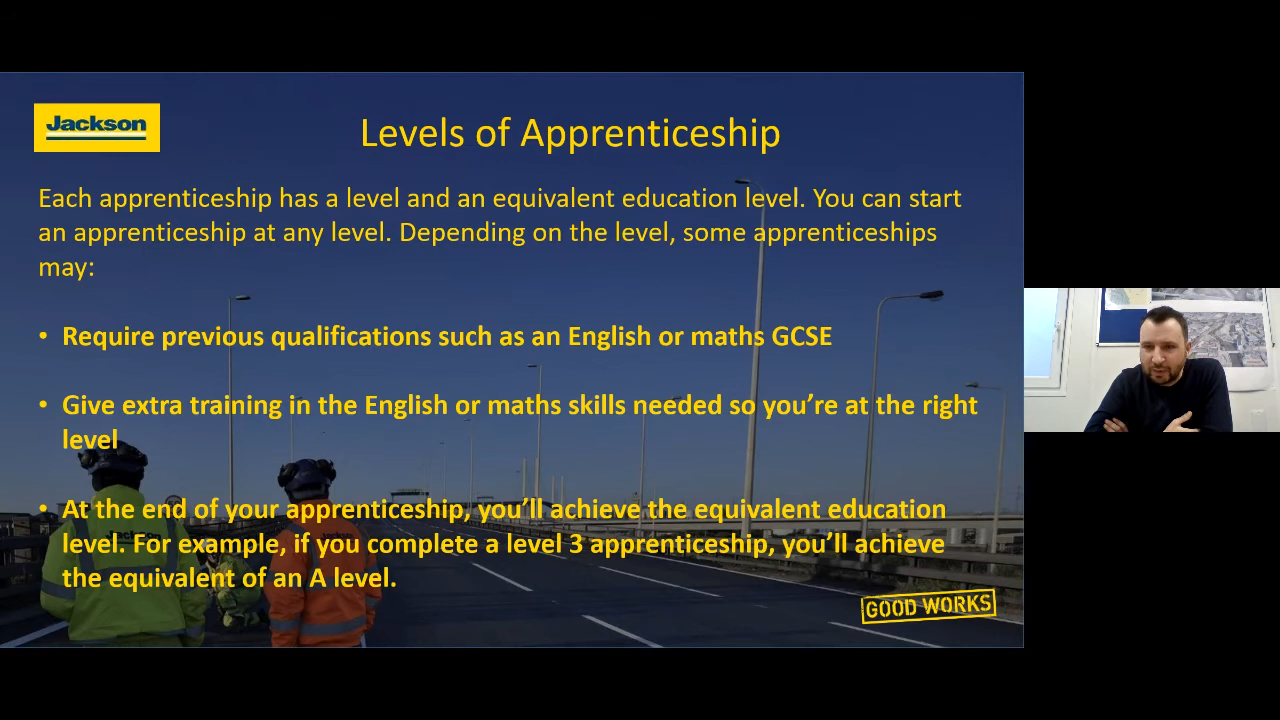 Jackson
Levels of Apprenticeship
Each apprenticeship has a level and an equivalent education level. You can start
an apprenticeship at any level. Depending on the level, some apprenticeships
may:
• Require previous qualifications such as an English or maths GCSE
• Give extra training in the English or maths skills needed so you’re at the right
level
• At the end of your apprenticeship, you’ll achieve the equivalent education
level. For example, if you complete a level 3 apprenticeship, you’ll achieve
the equivalent of an A level.
GOOD WORKS